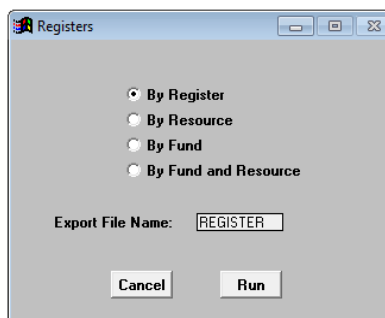 Registers
By Register
By Resource
By Fund
By Fund and Resource
Export File Name: REGISTER
Cancel Run